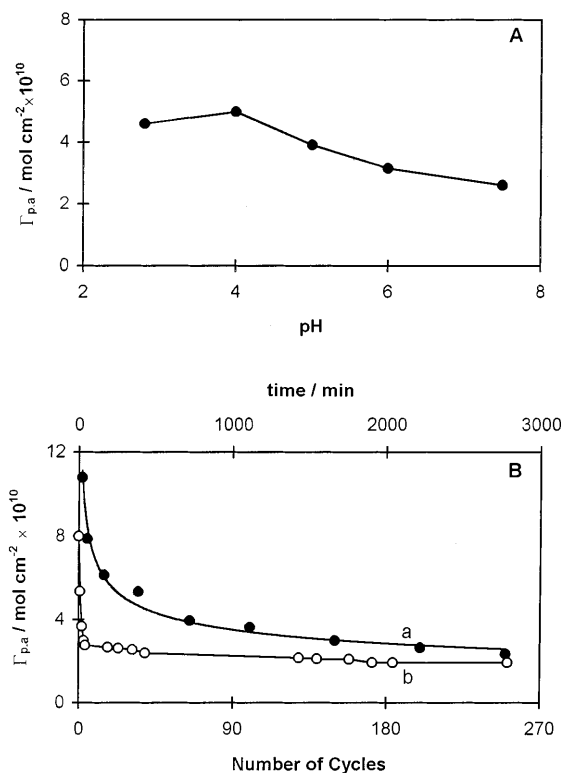 A
8
6
4
2
0
Γp.a / mol cm⁻²×10¹⁰
2 4 6 8
pH
time / min
0 1000 2000 3000
B
12
8
4
0
Γp.a / mol cm⁻² × 10¹⁰
a
b
0 90 180 270
Number of Cycles